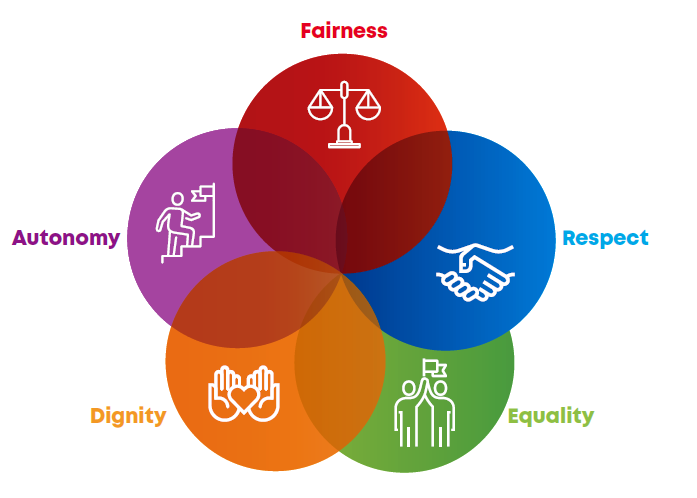 Fairness
Autonomy
Respect
Dignity
Equality